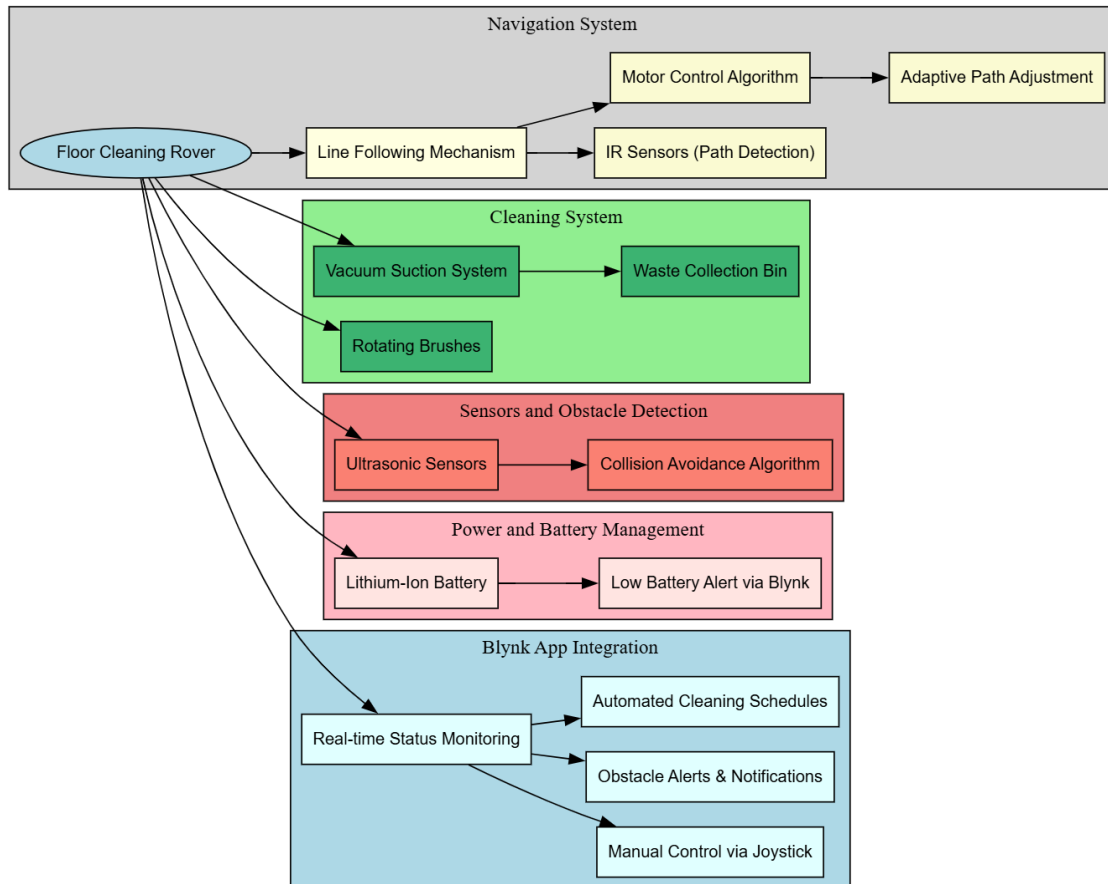 Navigation System
Motor Control Algorithm
Adaptive Path Adjustment
Floor Cleaning Rover
Line Following Mechanism
IR Sensors (Path Detection)
Cleaning System
Vacuum Suction System
Waste Collection Bin
Rotating Brushes
Sensors and Obstacle Detection
Ultrasonic Sensors
Collision Avoidance Algorithm
Power and Battery Management
Lithium-Ion Battery
Low Battery Alert via Blynk
Blynk App Integration
Automated Cleaning Schedules
Real-time Status Monitoring
Obstacle Alerts & Notifications
Manual Control via Joystick